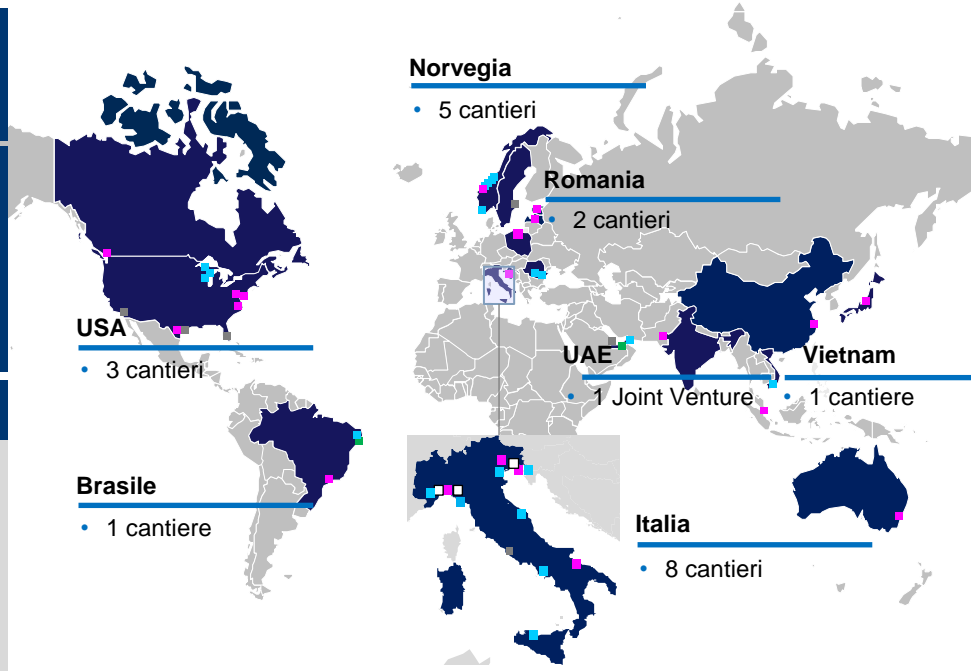 Norvegia
• 5 cantieri
Romania
• 2 cantieri
USA
• 3 cantieri
UAE
• 1 Joint Venture
Vietnam
• 1 cantiere
Brasile
• 1 cantiere
Italia
• 8 cantieri